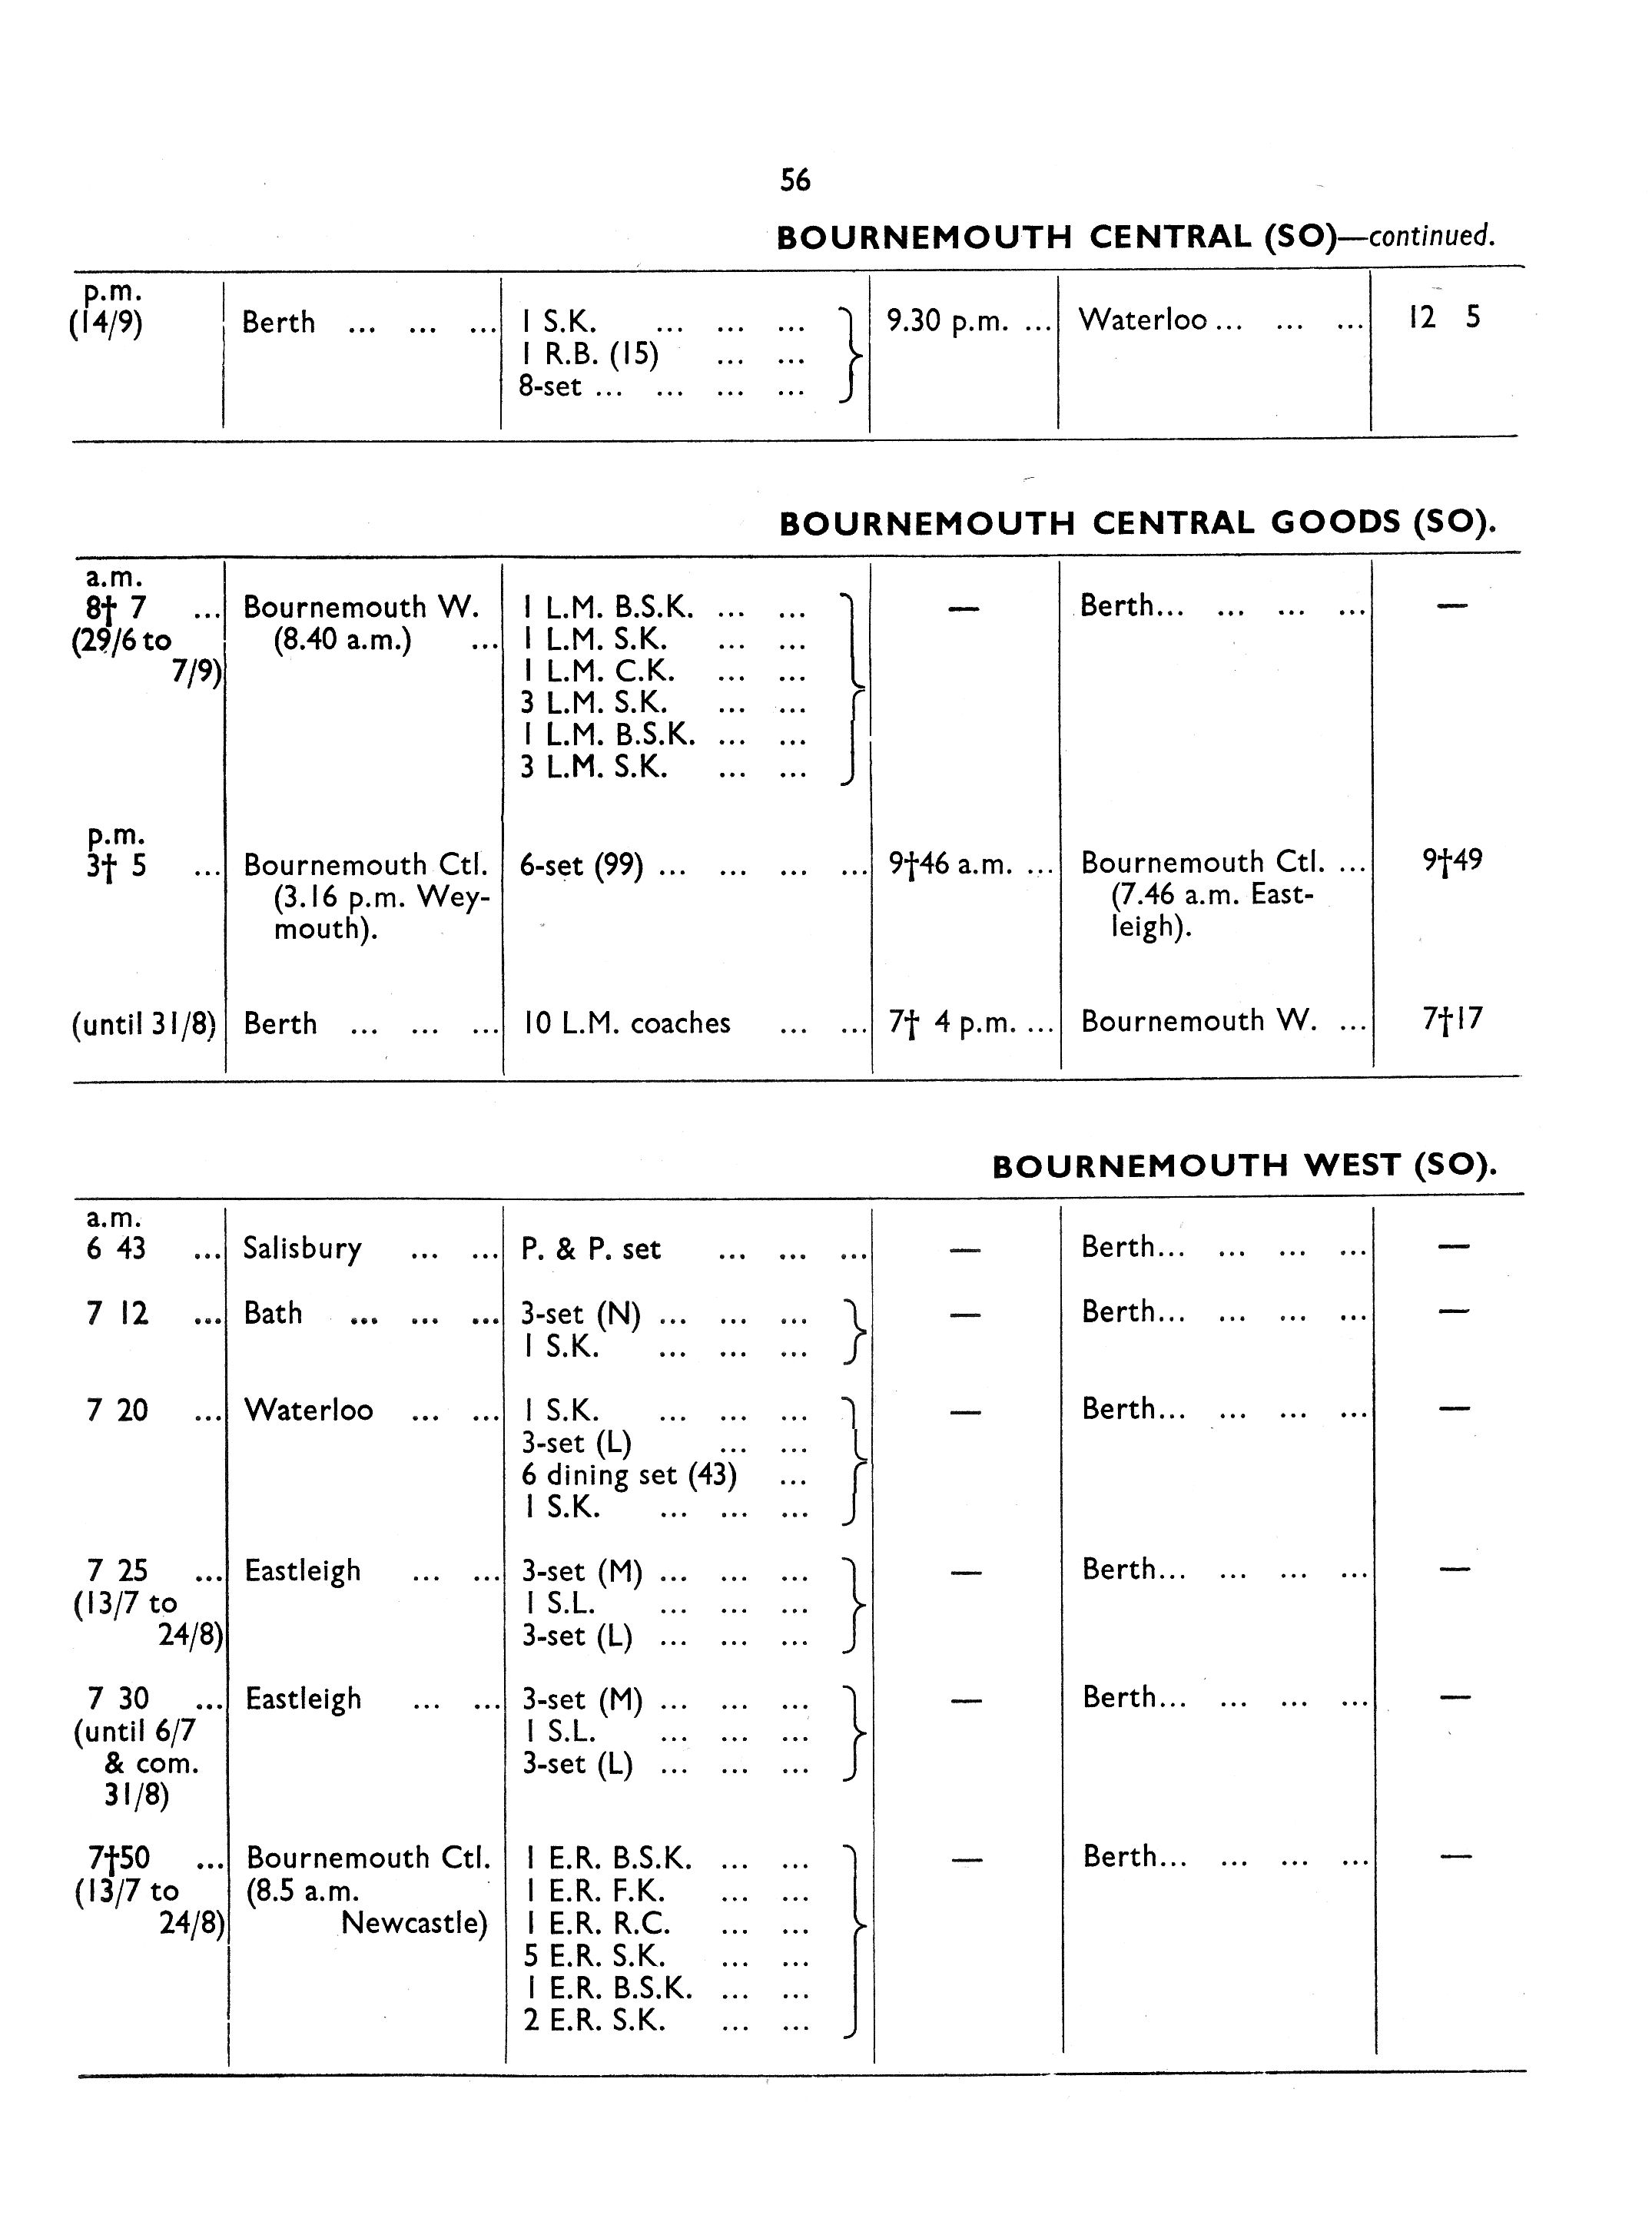 56
BOURNEMOUTH CENTRAL (SO)—continued.
p.m.
(14/9) Berth ... ... ... 1 S.K. ... ... ... 9.30 p.m. ... Waterloo ... ... ... 12 5
1 R.B. (15) ... ...
8-set ... ... ... ...
BOURNEMOUTH CENTRAL GOODS (SO).
a.m.
8† 7 ... Bournemouth W. 1 L.M. B.S.K. ... ... — Berth... ... ... ... —
(29/6 to (8.40 a.m.) ... 1 L.M. S.K. ... ...
7/9) 1 L.M. C.K. ... ...
3 L.M. S.K. ... ...
1 L.M. B.S.K. ... ...
3 L.M. S.K. ... ...
p.m.
3† 5 ... Bournemouth Ctl. 6-set (99) ... ... ... ... 9†46 a.m. ... Bournemouth Ctl. ... 9†49
(3.16 p.m. Wey- (7.46 a.m. East-
mouth). leigh).
(until 31/8) Berth ... ... ... 10 L.M. coaches ... ... 7† 4 p.m. ... Bournemouth W. ... 7†17
BOURNEMOUTH WEST (SO).
a.m.
6 43 ... Salisbury ... ... P. & P. set ... ... ... — Berth... ... ... ... —
7 12 ... Bath ... ... ... 3-set (N) ... ... ... — Berth... ... ... ... —
1 S.K. ... ... ...
7 20 ... Waterloo ... ... 1 S.K. ... ... ... — Berth... ... ... ... —
3-set (L) ... ...
6 dining set (43) ...
1 S.K. ... ... ...
7 25 ... Eastleigh ... ... 3-set (M) ... ... ... — Berth... ... ... ... —
(13/7 to 1 S.L. ... ... ...
24/8) 3-set (L) ... ... ...
7 30 ... Eastleigh ... ... 3-set (M) ... ... ... — Berth... ... ... ... —
(until 6/7 1 S.L. ... ... ...
& com. 3-set (L) ... ... ...
31/8)
7†50 ... Bournemouth Ctl. 1 E.R. B.S.K. ... ... — Berth... ... ... ... —
(13/7 to (8.5 a.m. 1 E.R. F.K. ... ...
24/8) Newcastle) 1 E.R. R.C. ... ...
5 E.R. S.K. ... ...
1 E.R. B.S.K. ... ...
2 E.R. S.K. ... ...